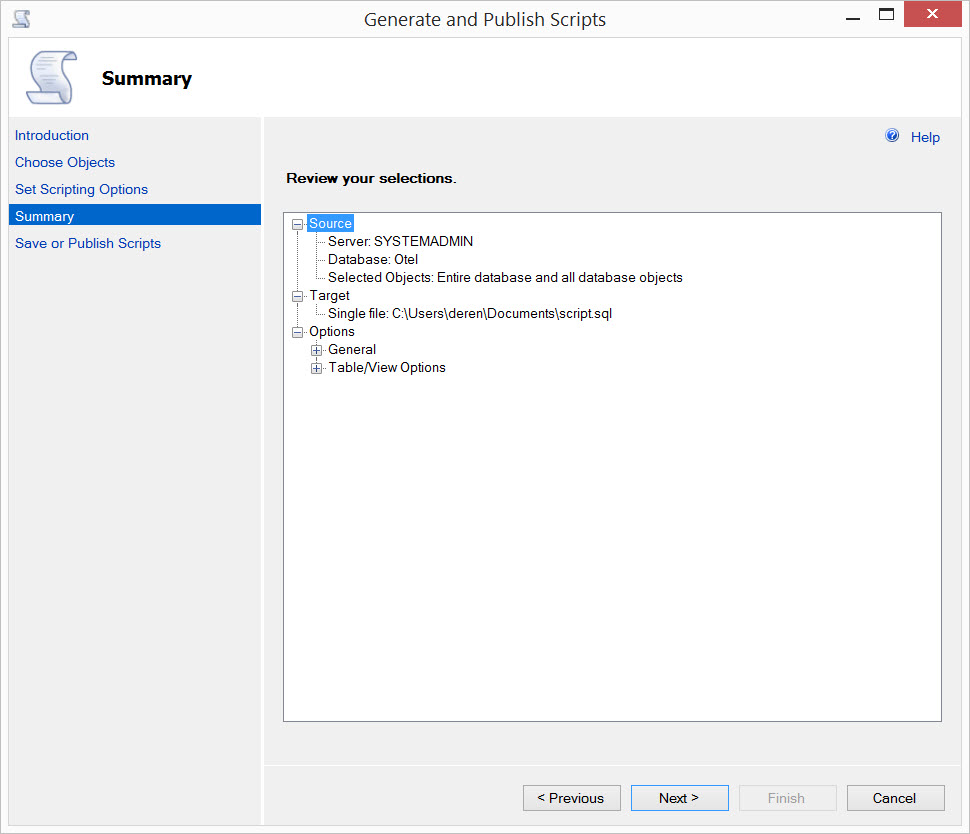 Generate and Publish Scripts
Summary
Introduction
Choose Objects
Set Scripting Options
Summary
Save or Publish Scripts
Help
Review your selections.
Source
Server: SYSTEMADMIN
Database: Otel
Selected Objects: Entire database and all database objects
Target
Single file: C:\Users\deren\Documents\script.sql
Options
General
Table/View Options
< Previous
Next >
Finish
Cancel